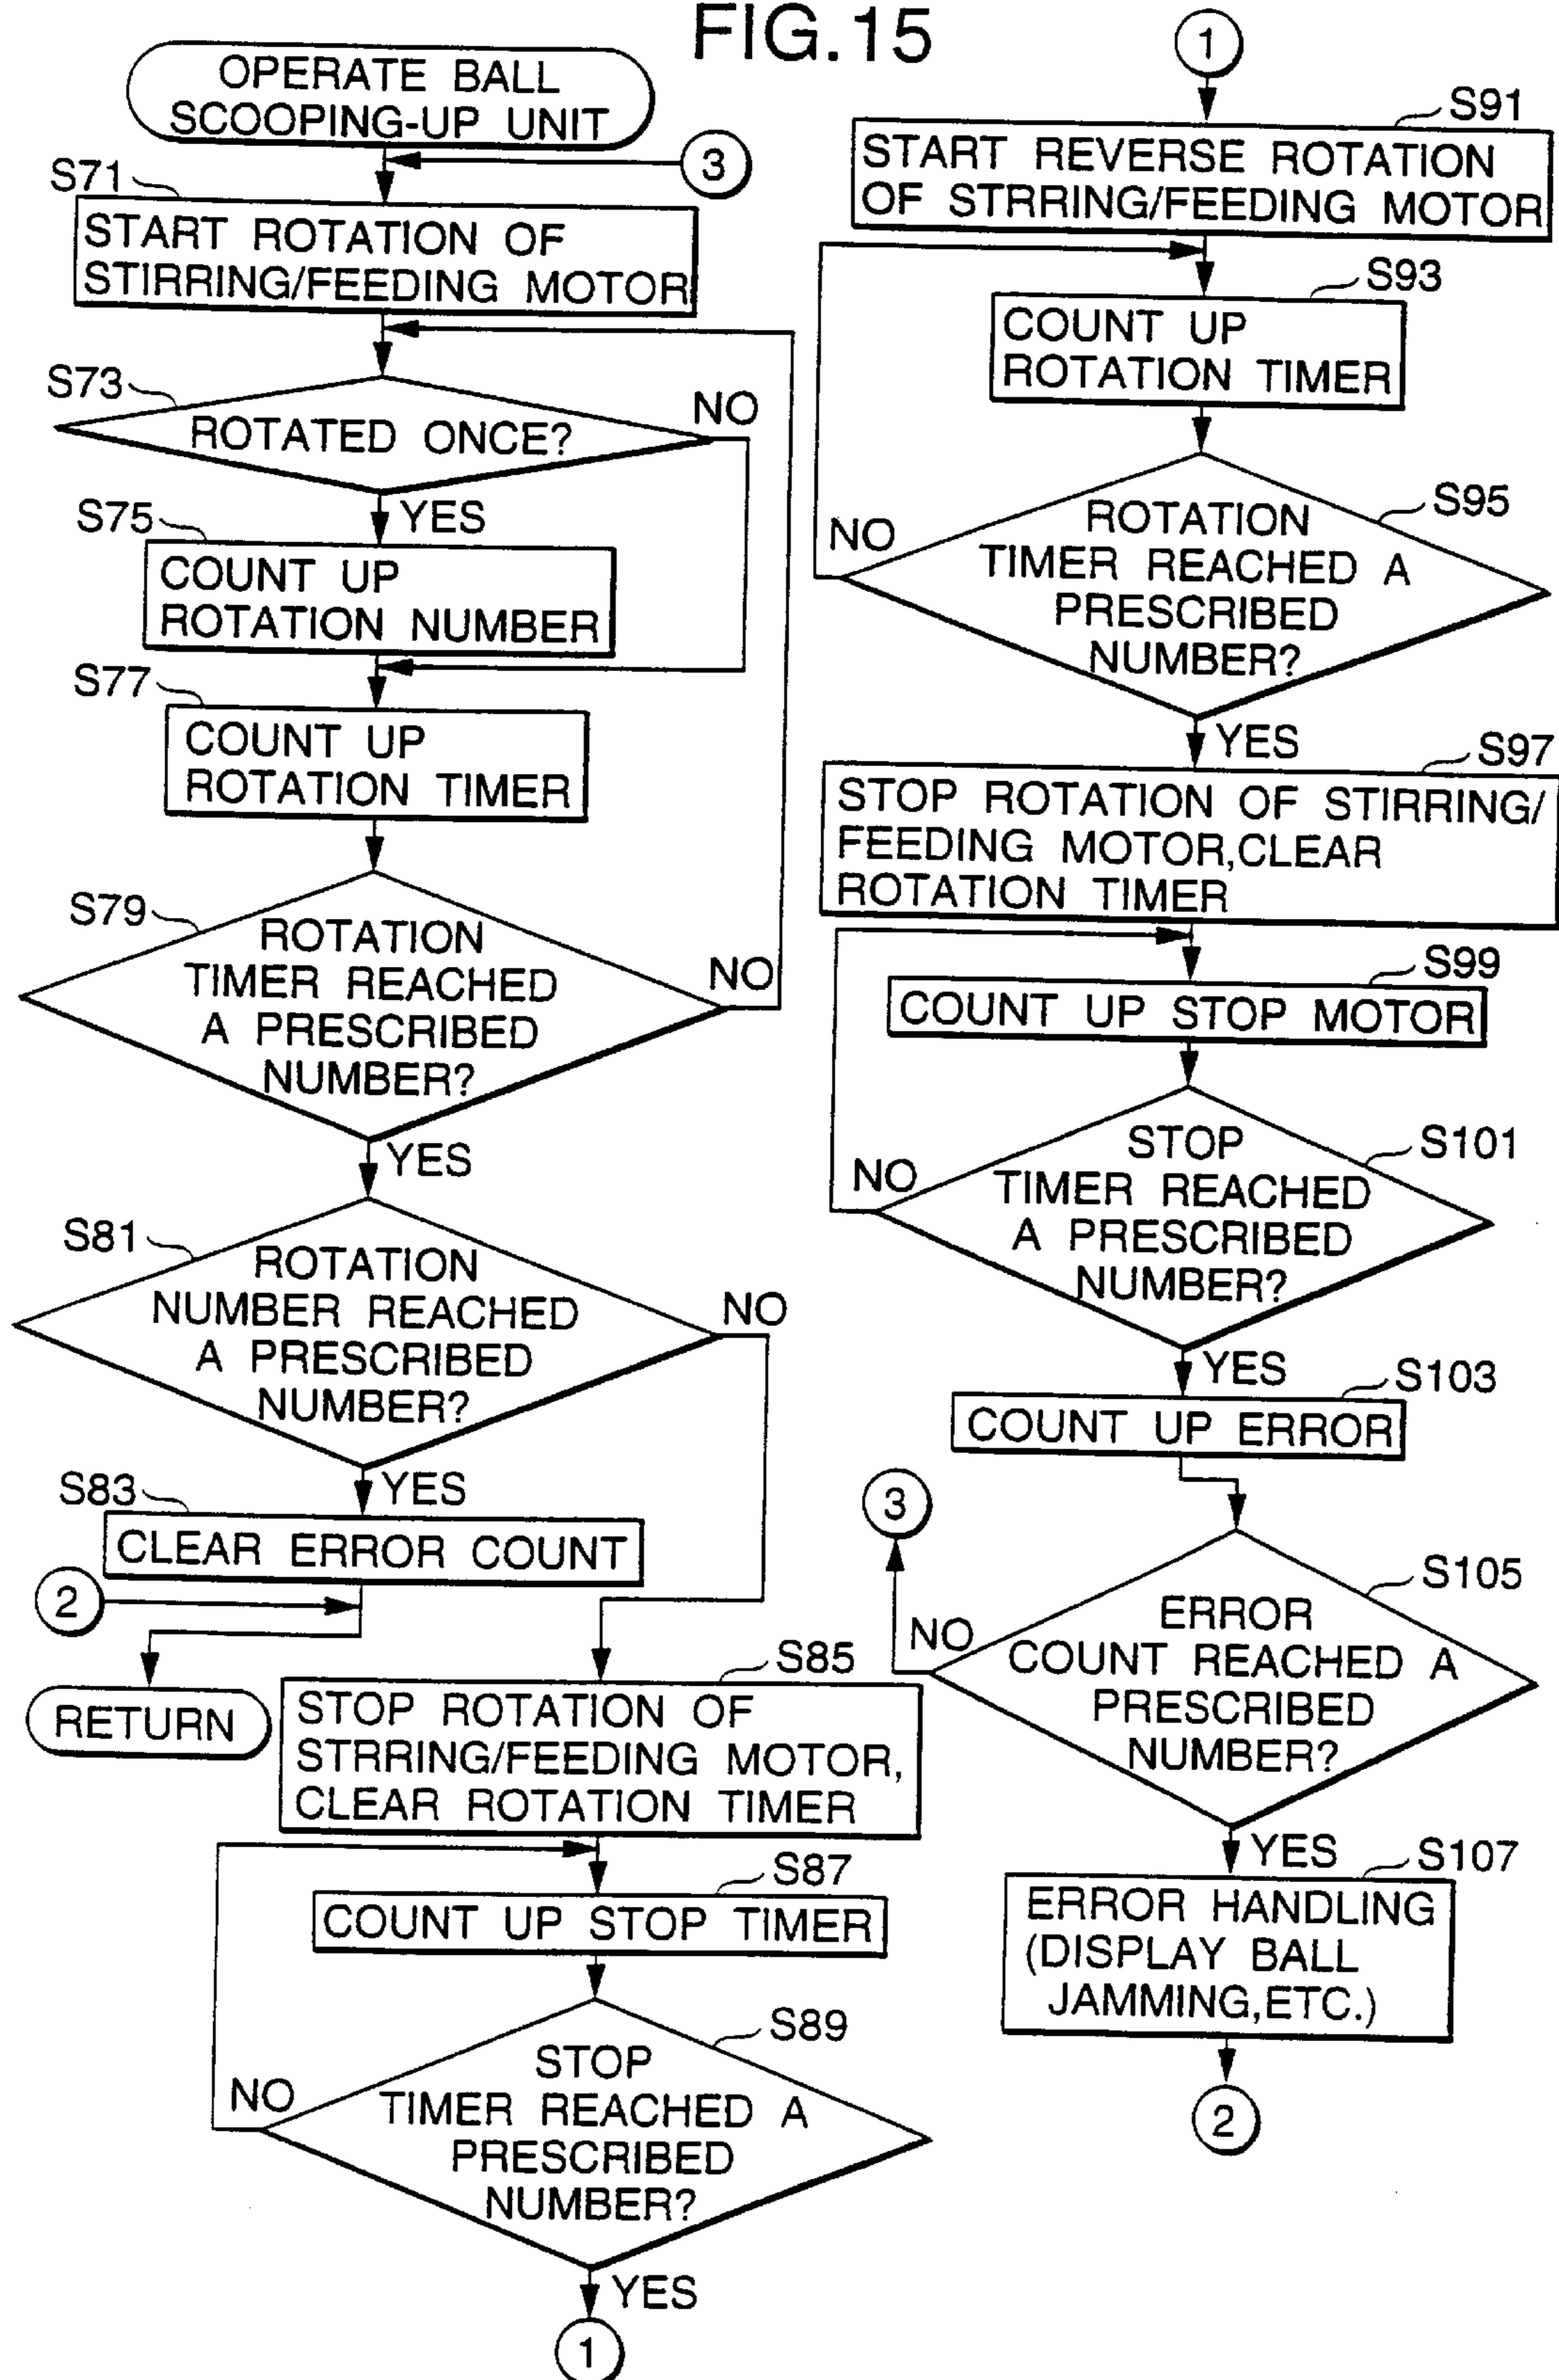 FIG.15
OPERATE BALL
SCOOPING-UP UNIT
3
S71
START ROTATION OF
STIRRING/FEEDING MOTOR
S73
ROTATED ONCE?
NO
YES
S75
COUNT UP
ROTATION NUMBER
S77
COUNT UP
ROTATION TIMER
S79
ROTATION
TIMER REACHED
A PRESCRIBED
NUMBER?
NO
YES
S81
ROTATION
NUMBER REACHED
A PRESCRIBED
NUMBER?
NO
YES
S83
CLEAR ERROR COUNT
2
RETURN
S85
STOP ROTATION OF
STRRING/FEEDING MOTOR,
CLEAR ROTATION TIMER
S87
COUNT UP STOP TIMER
S89
STOP
TIMER REACHED A
PRESCRIBED
NUMBER?
NO
YES
1
1
S91
START REVERSE ROTATION
OF STRRING/FEEDING MOTOR
S93
COUNT UP
ROTATION TIMER
S95
ROTATION
TIMER REACHED A
PRESCRIBED
NUMBER?
NO
YES
S97
STOP ROTATION OF STIRRING/
FEEDING MOTOR,CLEAR
ROTATION TIMER
S99
COUNT UP STOP MOTOR
S101
STOP
TIMER REACHED
A PRESCRIBED
NUMBER?
NO
YES
S103
COUNT UP ERROR
3
S105
ERROR
COUNT REACHED A
PRESCRIBED
NUMBER?
NO
YES
S107
ERROR HANDLING
(DISPLAY BALL
JAMMING,ETC.)
2